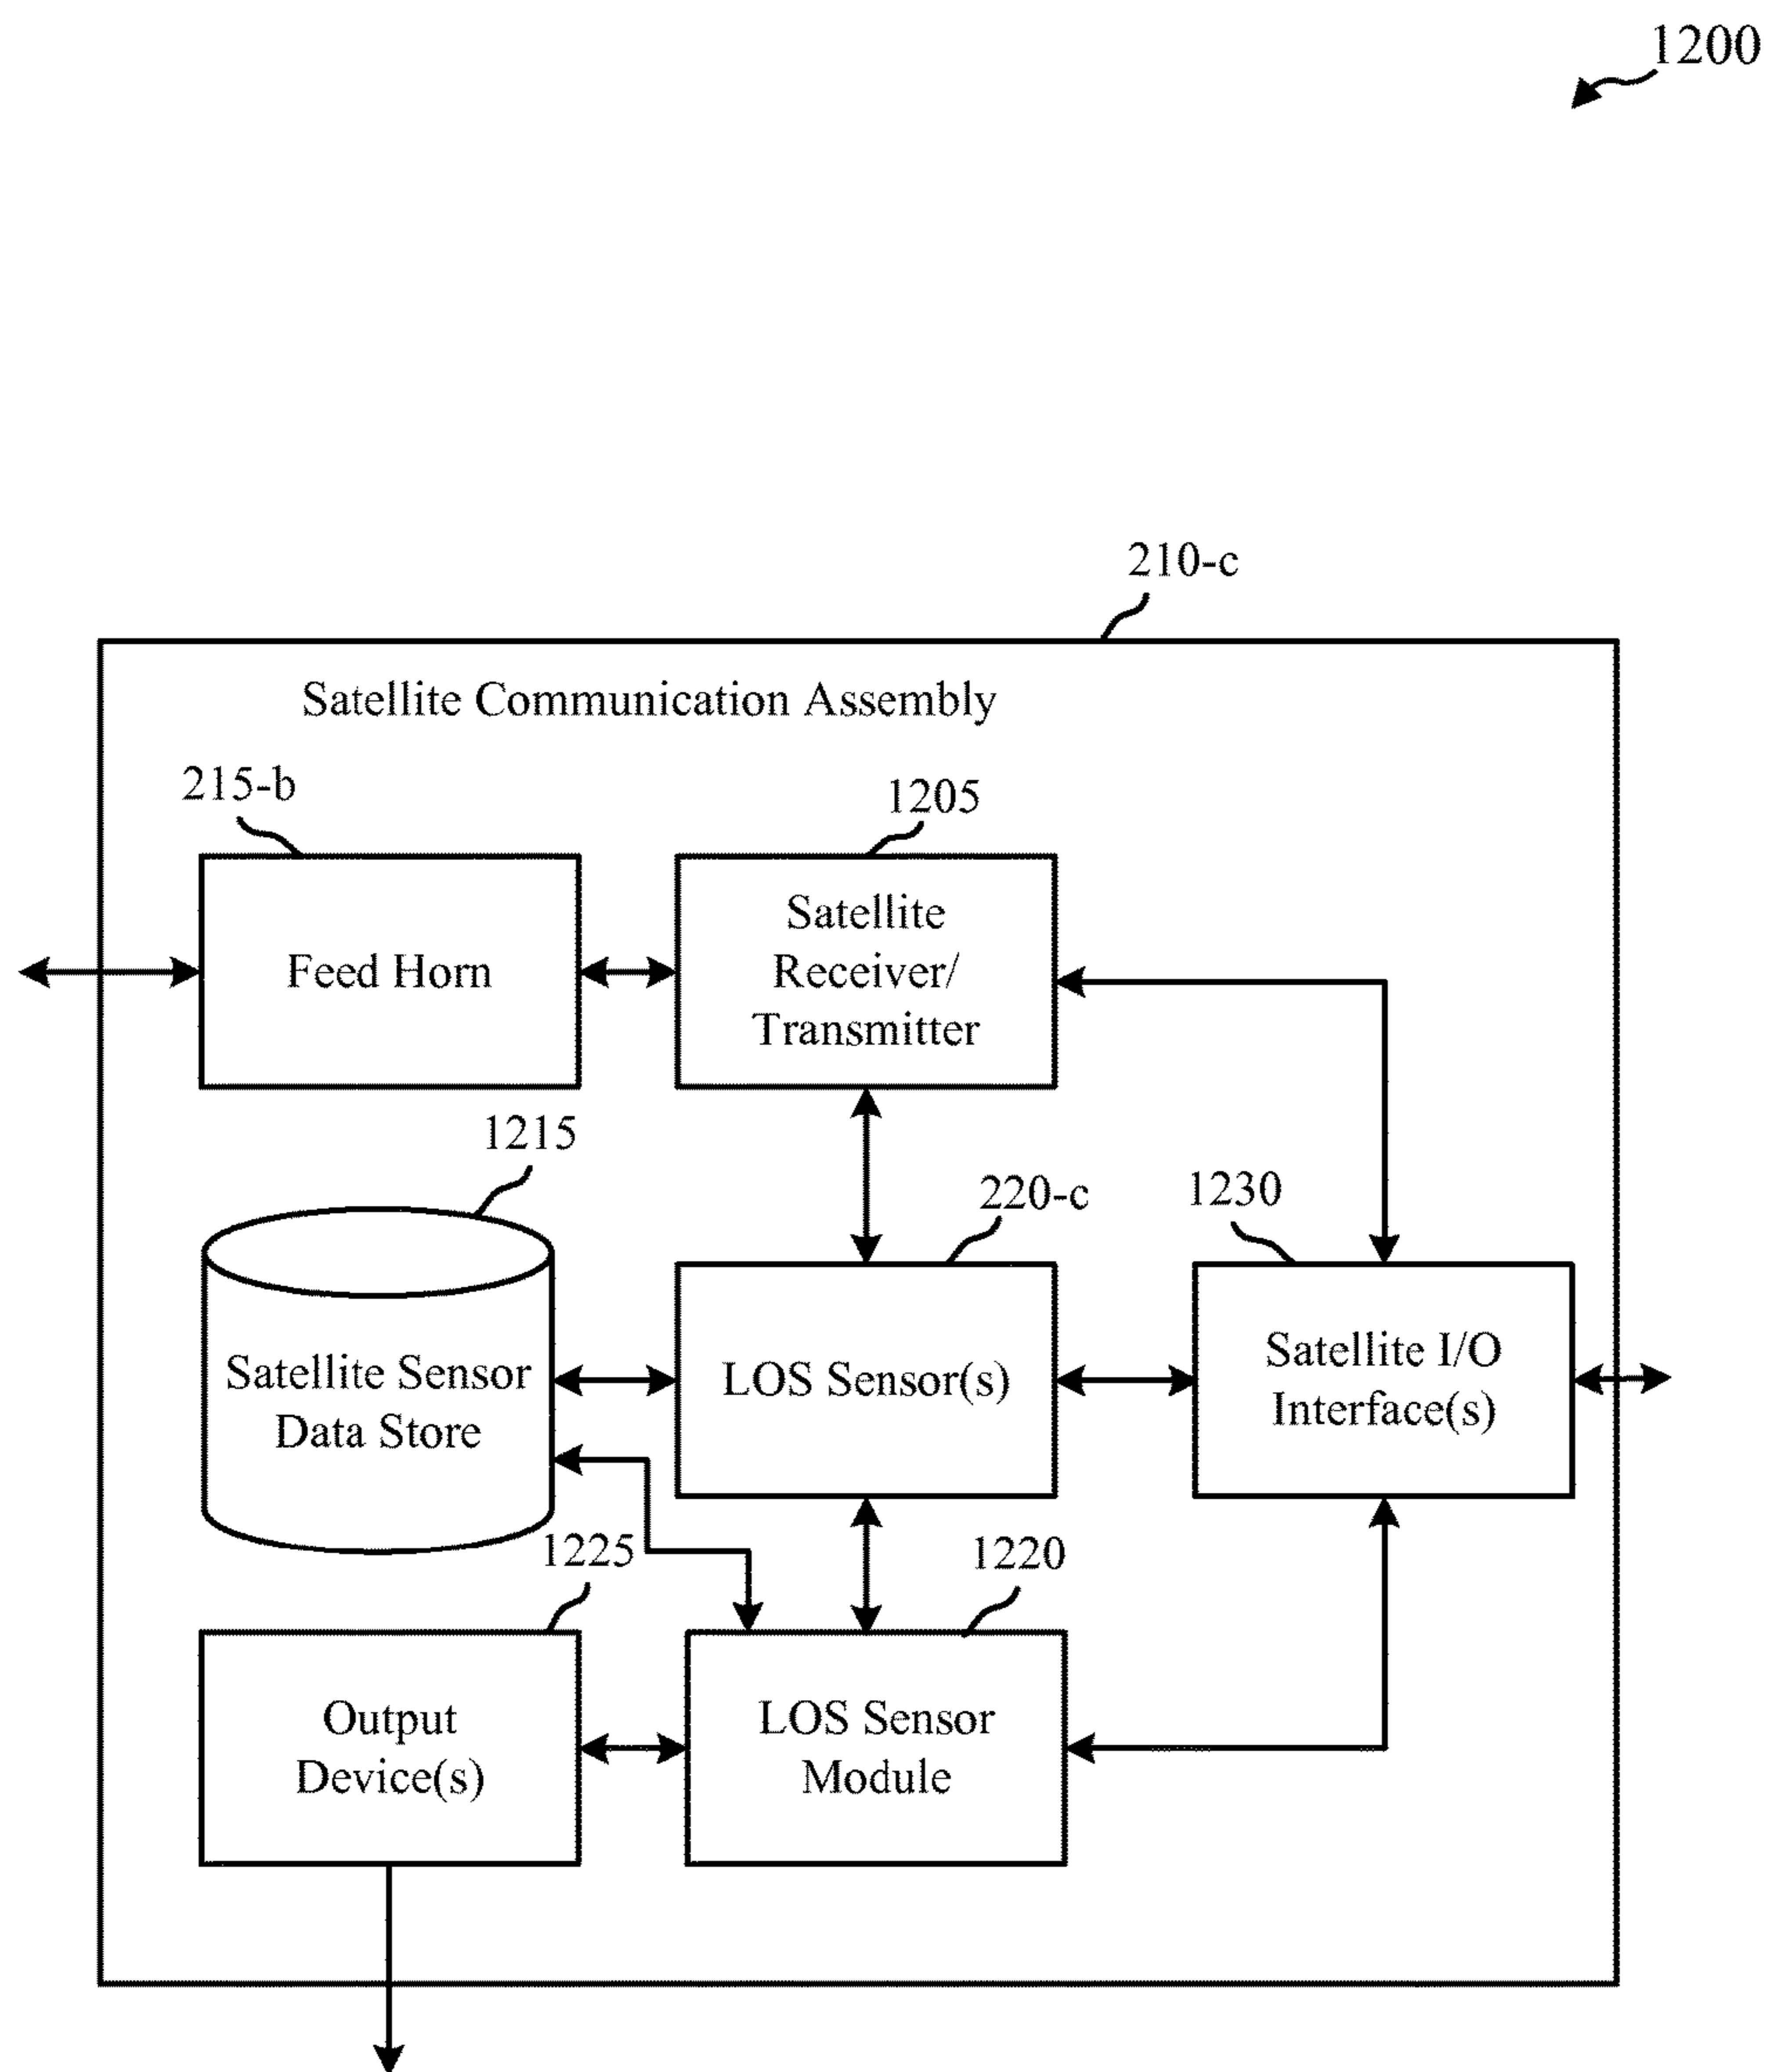 1200
210-c
Satellite Communication Assembly
215-b
1205
Feed Horn
Satellite
Receiver/
Transmitter
1215
220-c
1230
Satellite Sensor
Data Store
LOS Sensor(s)
Satellite I/O
Interface(s)
1225
1220
Output
Device(s)
LOS Sensor
Module